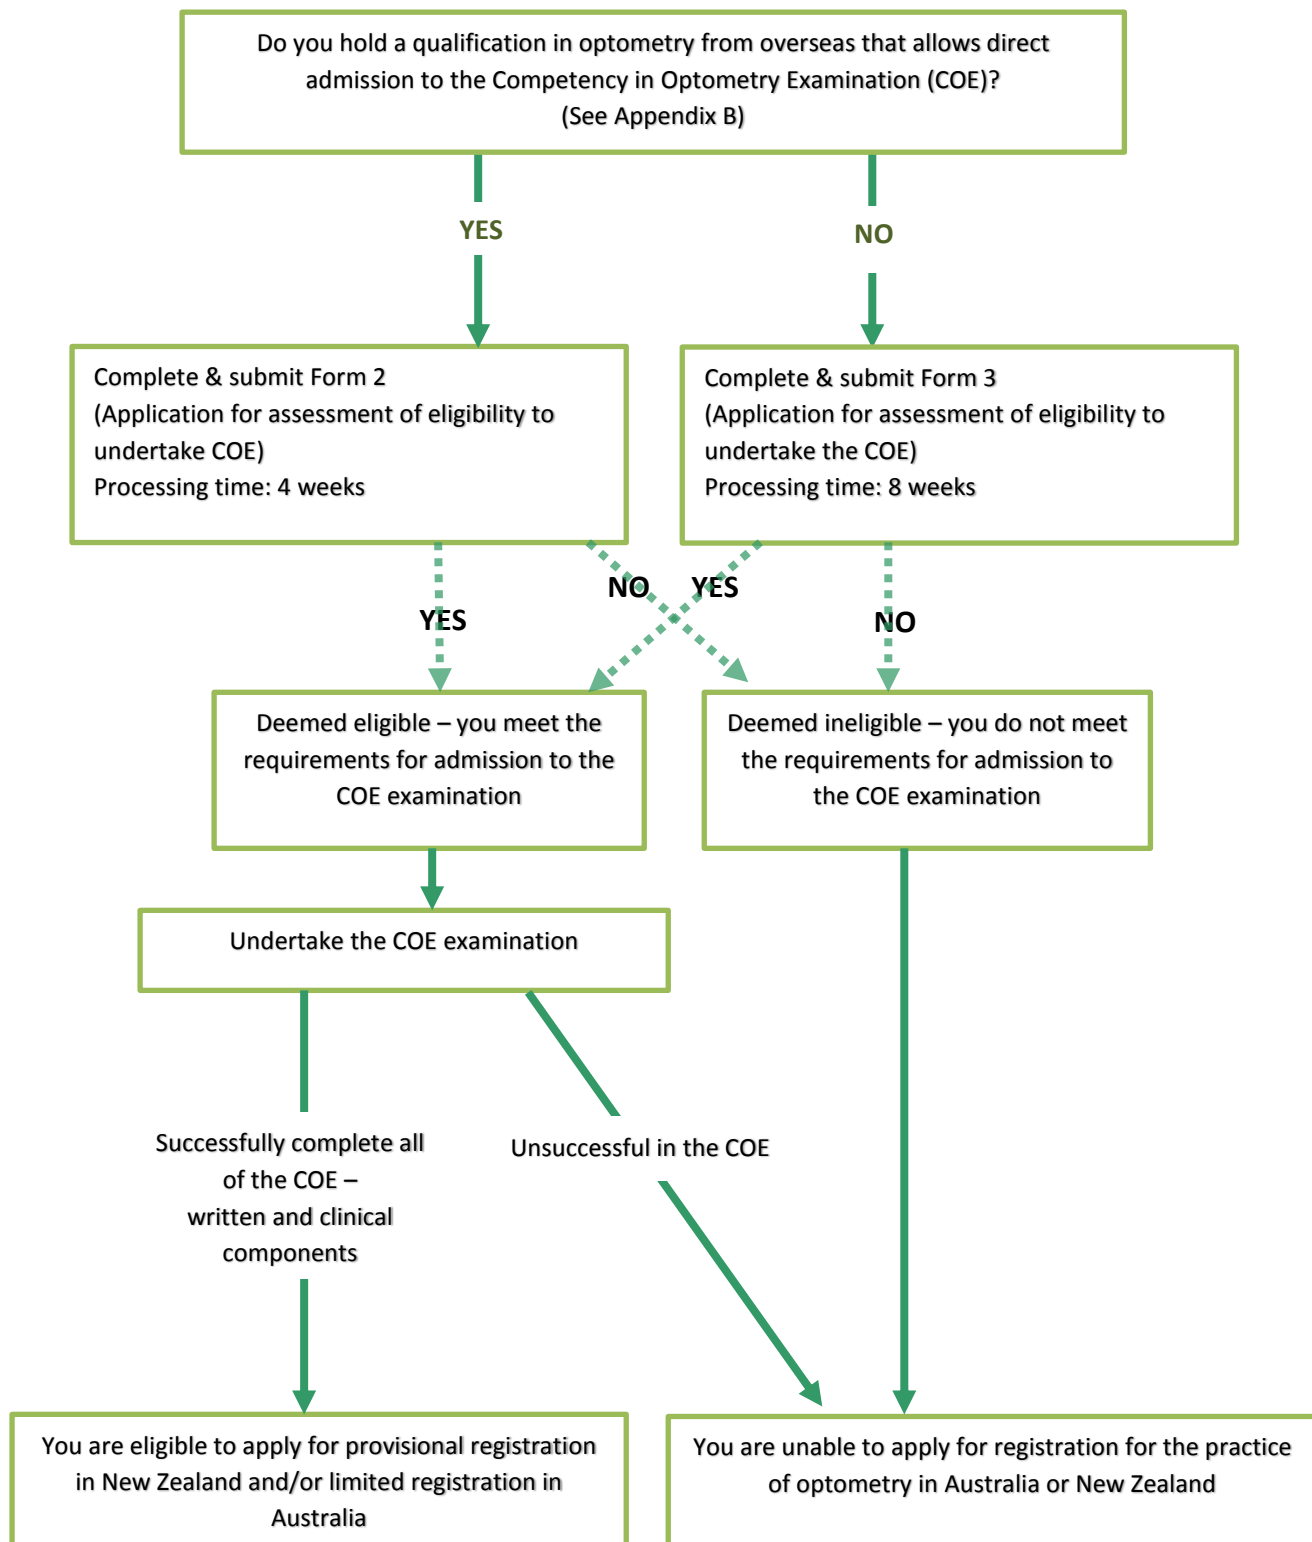 Do you hold a qualification in optometry from overseas that allows direct
admission to the Competency in Optometry Examination (COE)?
(See Appendix B)
YES
NO
Complete & submit Form 2
(Application for assessment of eligibility to
undertake COE)
Processing time: 4 weeks
Complete & submit Form 3
(Application for assessment of eligibility to
undertake the COE)
Processing time: 8 weeks
NO
YES
YES
NO
Deemed eligible – you meet the
requirements for admission to the
COE examination
Deemed ineligible – you do not meet
the requirements for admission to
the COE examination
Undertake the COE examination
Successfully complete all
of the COE –
written and clinical
components
Unsuccessful in the COE
You are eligible to apply for provisional registration
in New Zealand and/or limited registration in
Australia
You are unable to apply for registration for the practice
of optometry in Australia or New Zealand